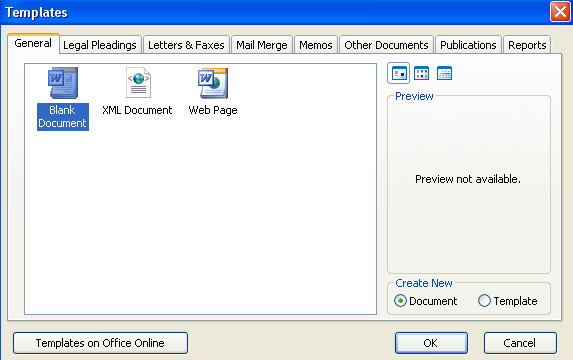 Templates
General Legal Pleadings Letters & Faxes Mail Merge Memos Other Documents Publications Reports
Blank
Document
XML Document
Web Page
Preview
Preview not available.
Create New
Document Template
Templates on Office Online OK Cancel